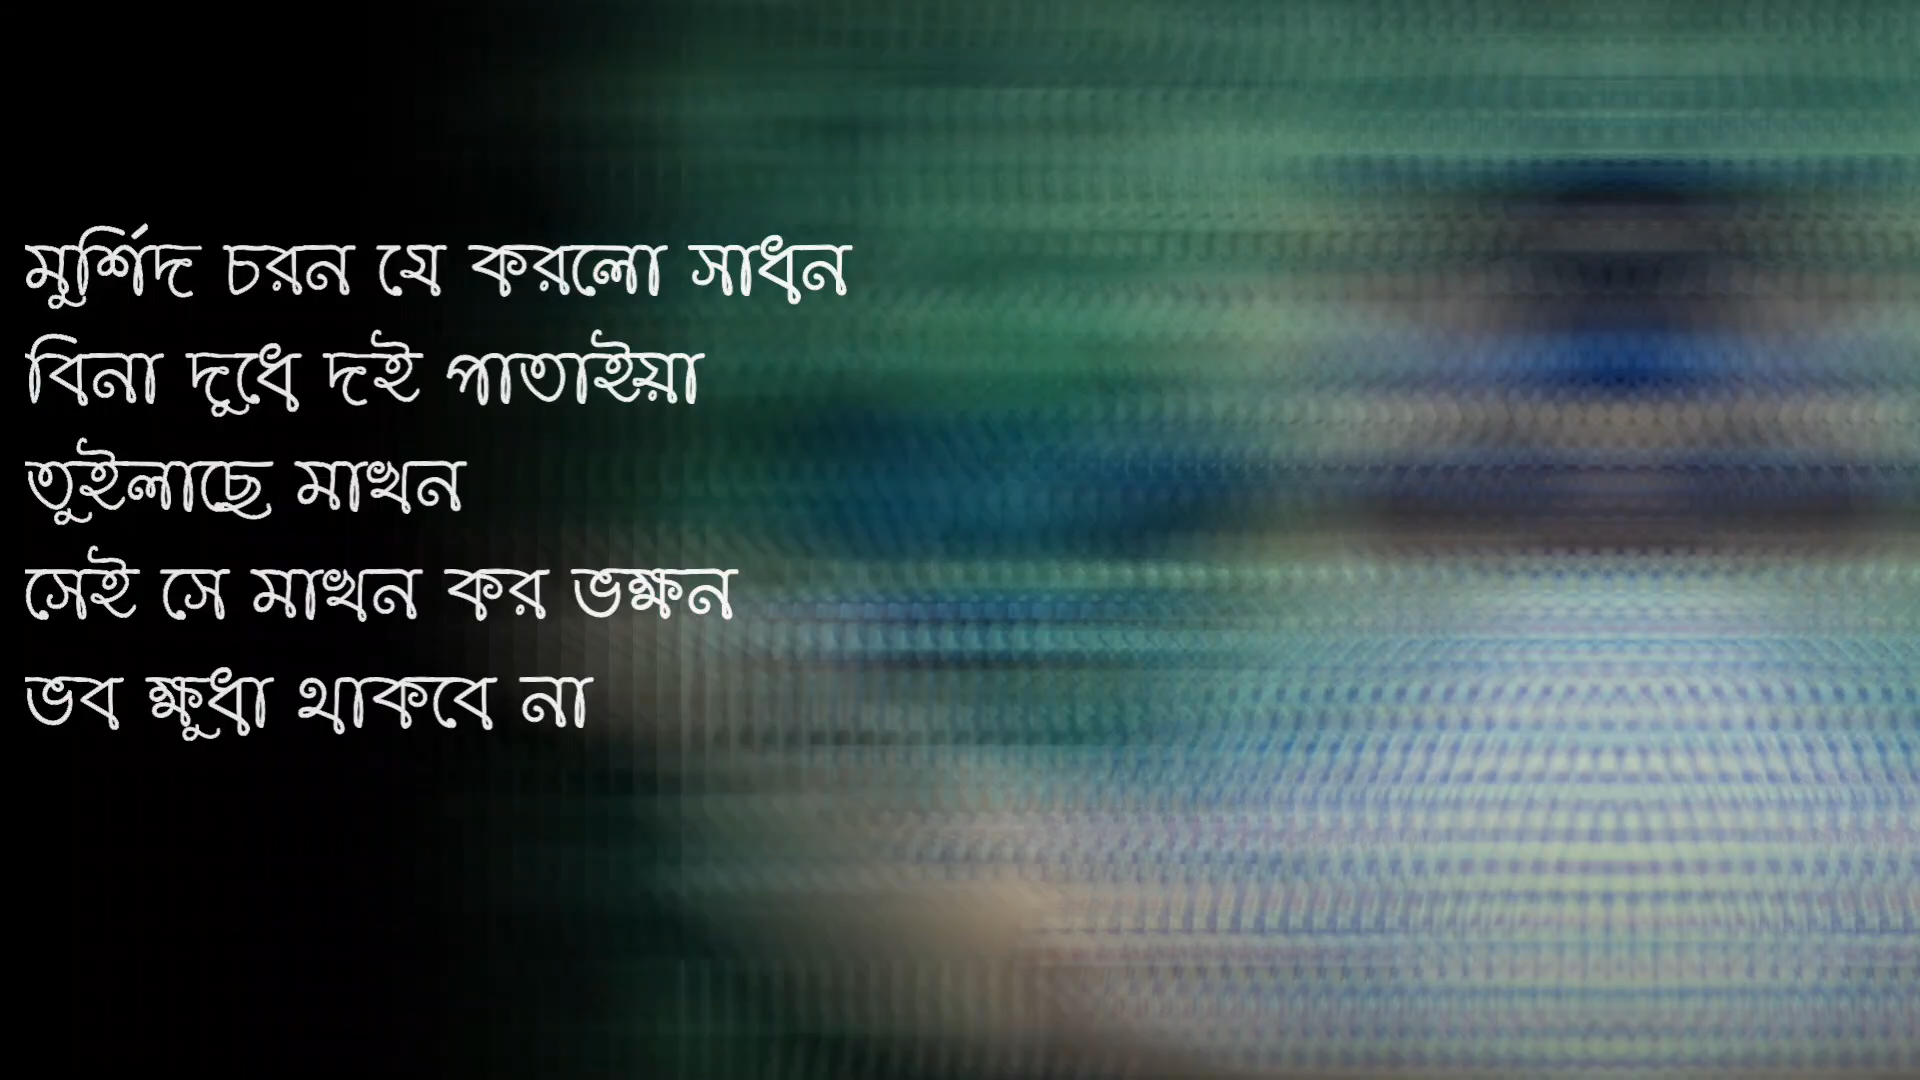 মুর্শিদ চরন যে করলো সাধন
বিনা দুধে দই পাতাইয়া
তুইলাছে মাখন
সেই সে মাখন কর ভক্ষন
ভব ক্ষুধা থাকবে না